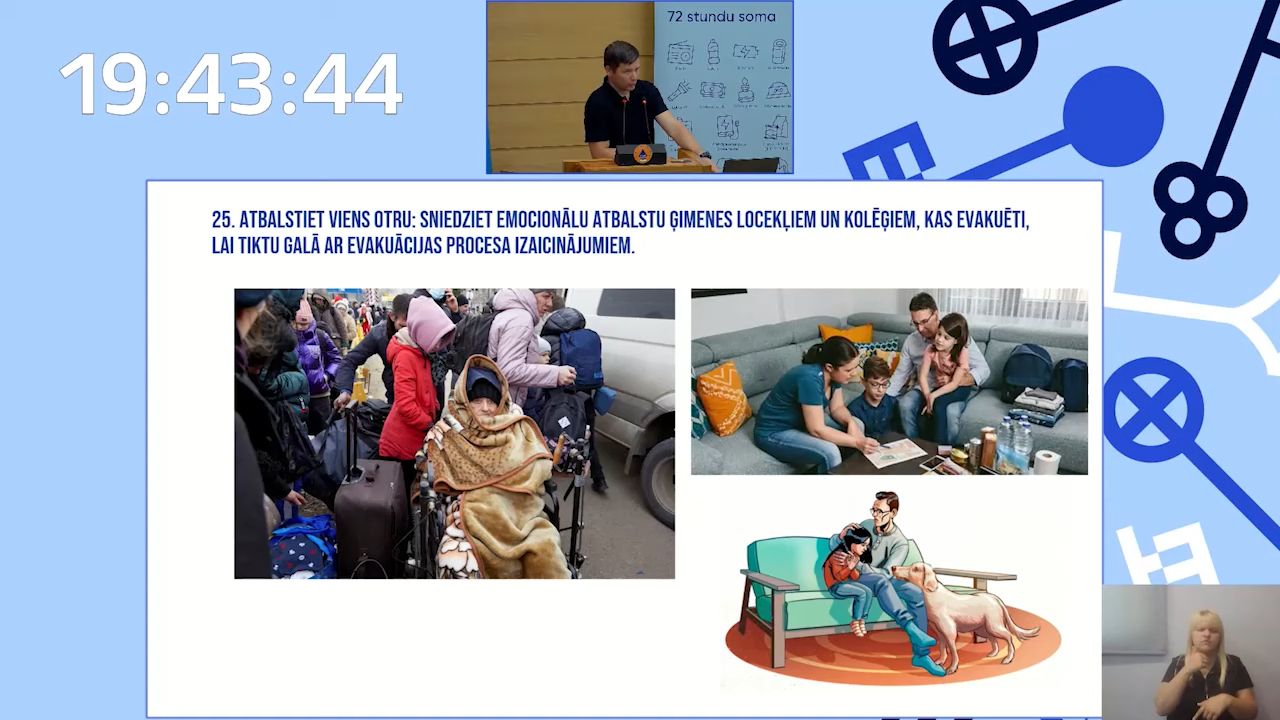 19:43:44
72 stundu soma
25. ATBALSTIET VIENS OTRU: SNIEDZIET EMOCIONĀLU ATBALSTU ĢIMENES LOCEKĻIEM UN KOLĒĢIEM, KAS EVAKUĒTI,
LAI TIKTU GALĀ AR EVAKUĀCIJAS PROCESA IZAICINĀJUMIEM.